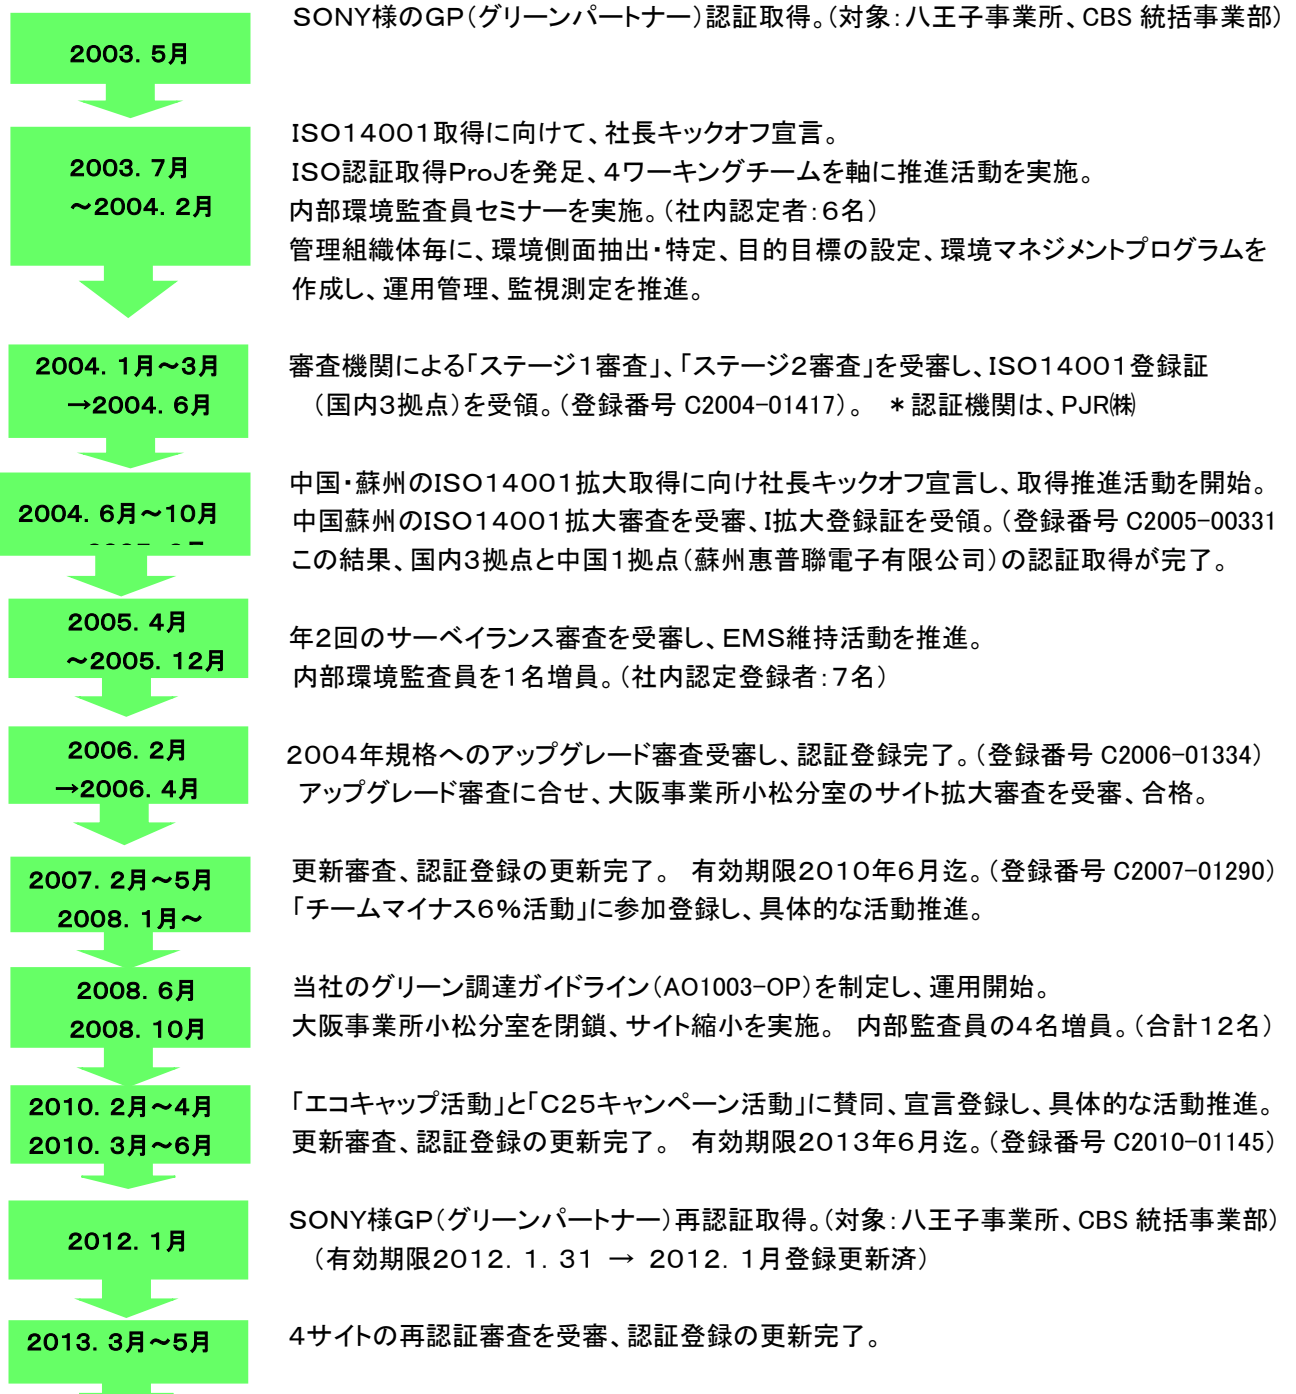 SONY様のGP(グリーンパートナー)認証取得。(対象:八王子事業所、CBS 統括事業部)
2003. 5月
ISO14001取得に向けて、社長キックオフ宣言。
ISO認証取得ProJを発足、4ワーキングチームを軸に推進活動を実施。
2003. 7月
～2004. 2月
内部環境監査員セミナーを実施。(社内認定者:6名)
管理組織体毎に、環境側面抽出・特定、目的目標の設定、環境マネジメントプログラムを
作成し、運用管理、監視測定を推進。
2004. 1月～3月
→2004. 6月
審査機関による「ステージ1審査」、「ステージ2審査」を受審し、ISO14001登録証
(国内3拠点)を受領。(登録番号 C2004-01417)。 *認証機関は、PJR㈱
2004. 6月～10月
中国・蘇州のISO14001拡大取得に向け社長キックオフ宣言し、取得推進活動を開始。
中国蘇州のISO14001拡大審査を受審、I拡大登録証を受領。(登録番号 C2005-00331
この結果、国内3拠点と中国1拠点(蘇州惠普聯電子有限公司)の認証取得が完了。
2005. 4月
～2005. 12月
年2回のサーベイランス審査を受審し、EMS維持活動を推進。
内部環境監査員を1名増員。(社内認定登録者:7名)
2006. 2月
→2006. 4月
2004年規格へのアップグレード審査受審し、認証登録完了。(登録番号 C2006-01334)
アップグレード審査に合せ、大阪事業所小松分室のサイト拡大審査を受審、合格。
2007. 2月～5月
2008. 1月～
更新審査、認証登録の更新完了。 有効期限2010年6月迄。(登録番号 C2007-01290)
「チームマイナス6%活動」に参加登録し、具体的な活動推進。
2008. 6月
2008. 10月
当社のグリーン調達ガイドライン(AO1003-OP)を制定し、運用開始。
大阪事業所小松分室を閉鎖、サイト縮小を実施。 内部監査員の4名増員。(合計12名)
2010. 2月～4月
2010. 3月～6月
「エコキャップ活動」と「C25キャンペーン活動」に賛同、宣言登録し、具体的な活動推進。
更新審査、認証登録の更新完了。 有効期限2013年6月迄。(登録番号 C2010-01145)
2012. 1月
SONY様GP(グリーンパートナー)再認証取得。(対象:八王子事業所、CBS 統括事業部)
(有効期限2012. 1. 31 → 2012. 1月登録更新済)
2013. 3月～5月
4サイトの再認証審査を受審、認証登録の更新完了。